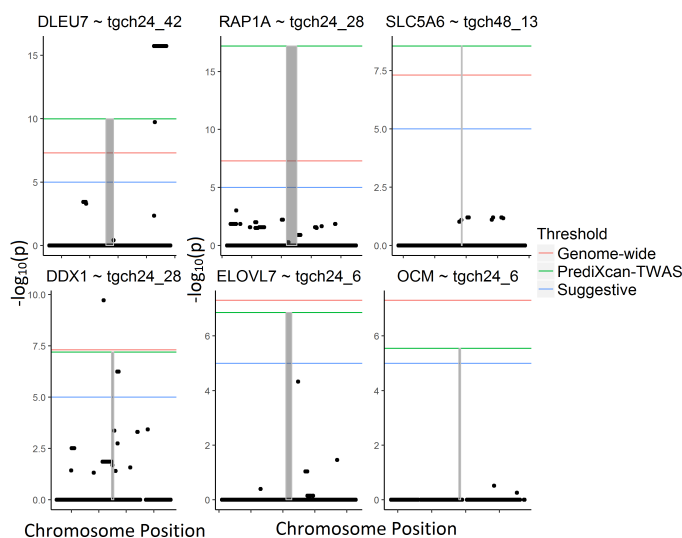 DLEU7 ~ tgch24_42
RAP1A ~ tgch24_28
SLC5A6 ~ tgch48_13
15
10
5
0
15
10
5
0
7.5
5.0
2.5
0.0
-log10(p)
-log10(p)
Threshold
Genome-wide
PrediXcan-TWAS
Suggestive
DDX1 ~ tgch24_28
ELOVL7 ~ tgch24_6
OCM ~ tgch24_6
10.0
7.5
5.0
2.5
0.0
6
4
2
0
6
4
2
0
Chromosome Position
Chromosome Position